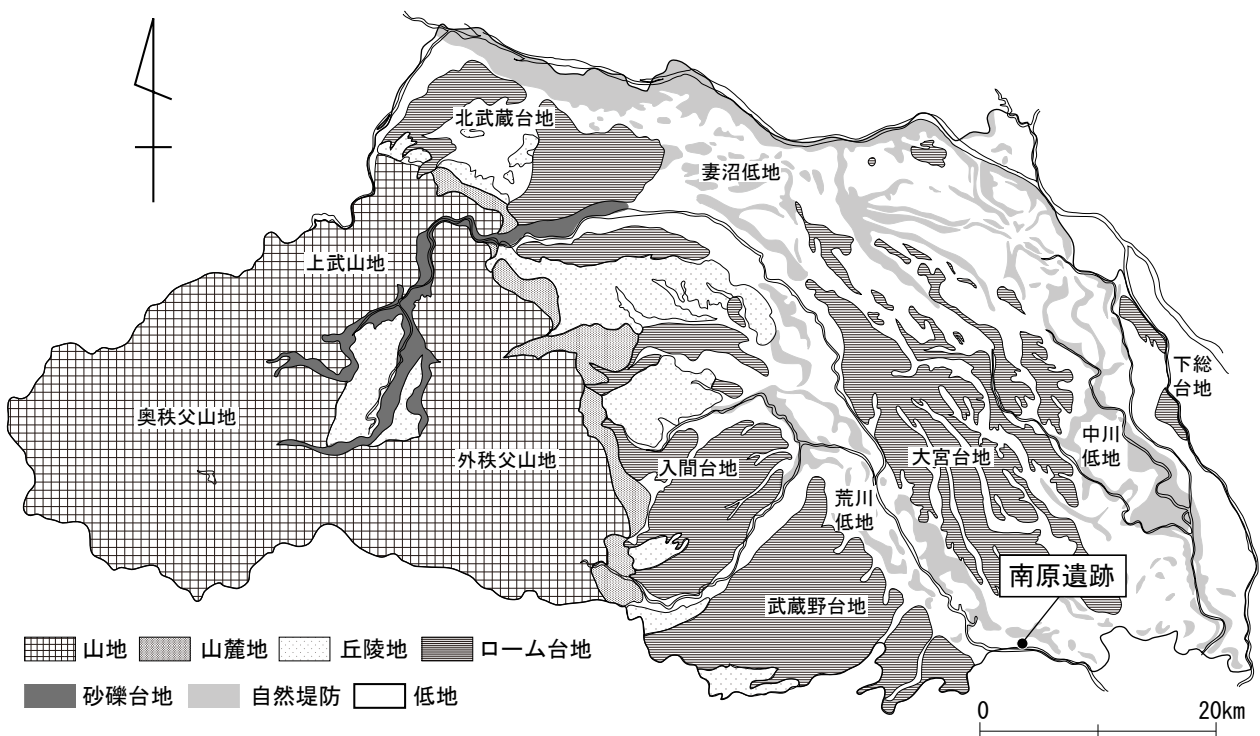 北武蔵台地
妻沼低地
上武山地
下総
台地
奥秩父山地
外秩父山地
入間台地
大宮台地
中川
低地
荒川
低地
南原遺跡
武蔵野台地
山地 山麓地 丘陵地 ローム台地
砂礫台地 自然堤防 低地
0 20km